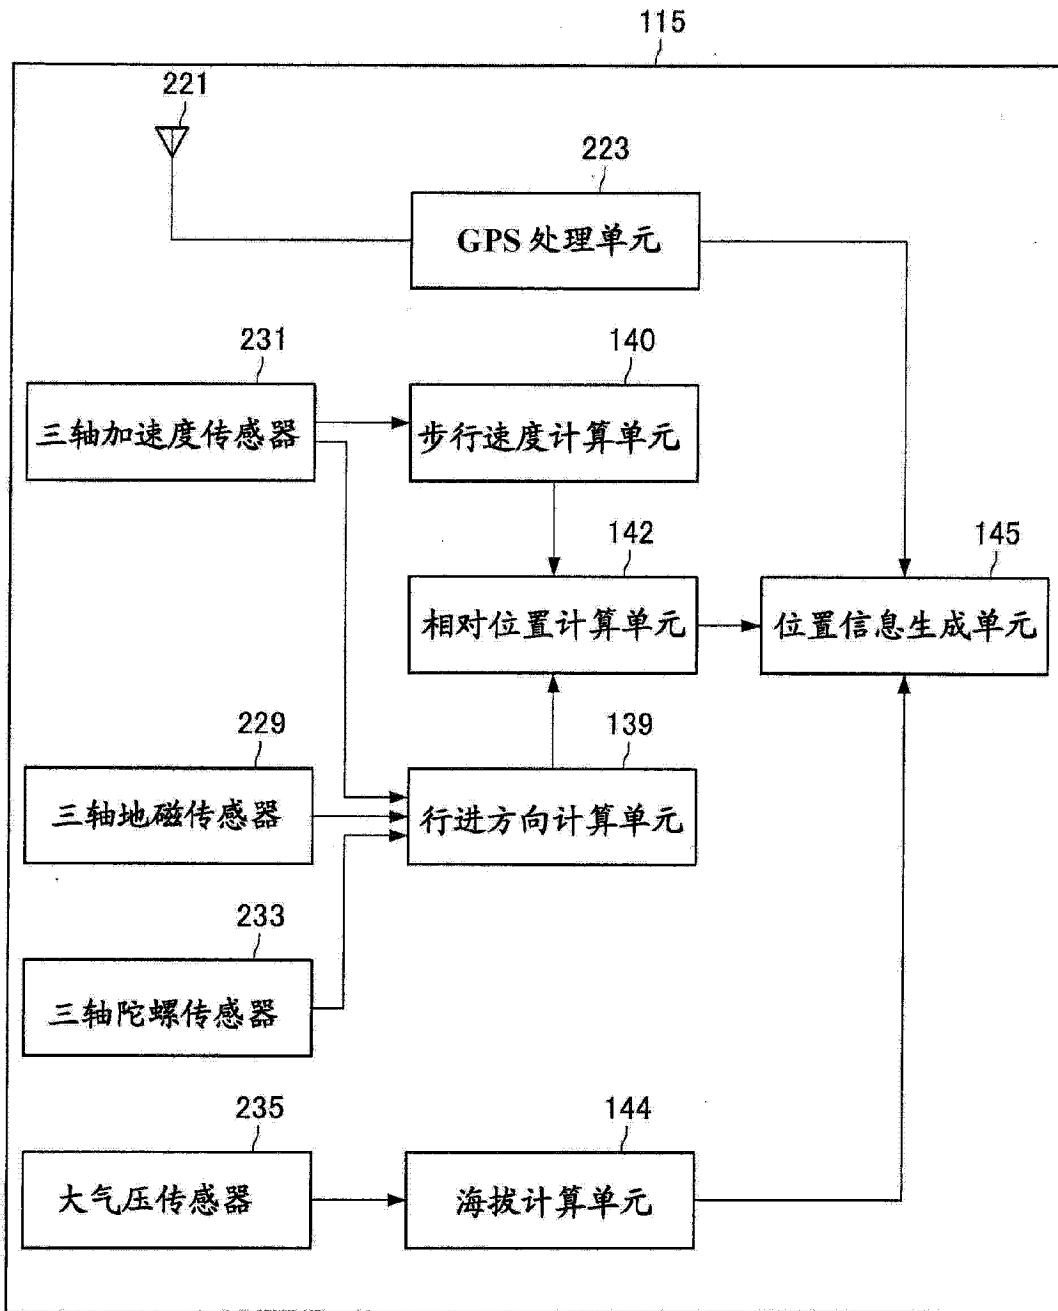 115
221
223
GPS 处理单元
231
140
三轴加速度传感器
步行速度计算单元
142
145
相对位置计算单元
位置信息生成单元
229
139
三轴地磁传感器
行进方向计算单元
233
三轴陀螺传感器
235
144
大气压传感器
海拔计算单元